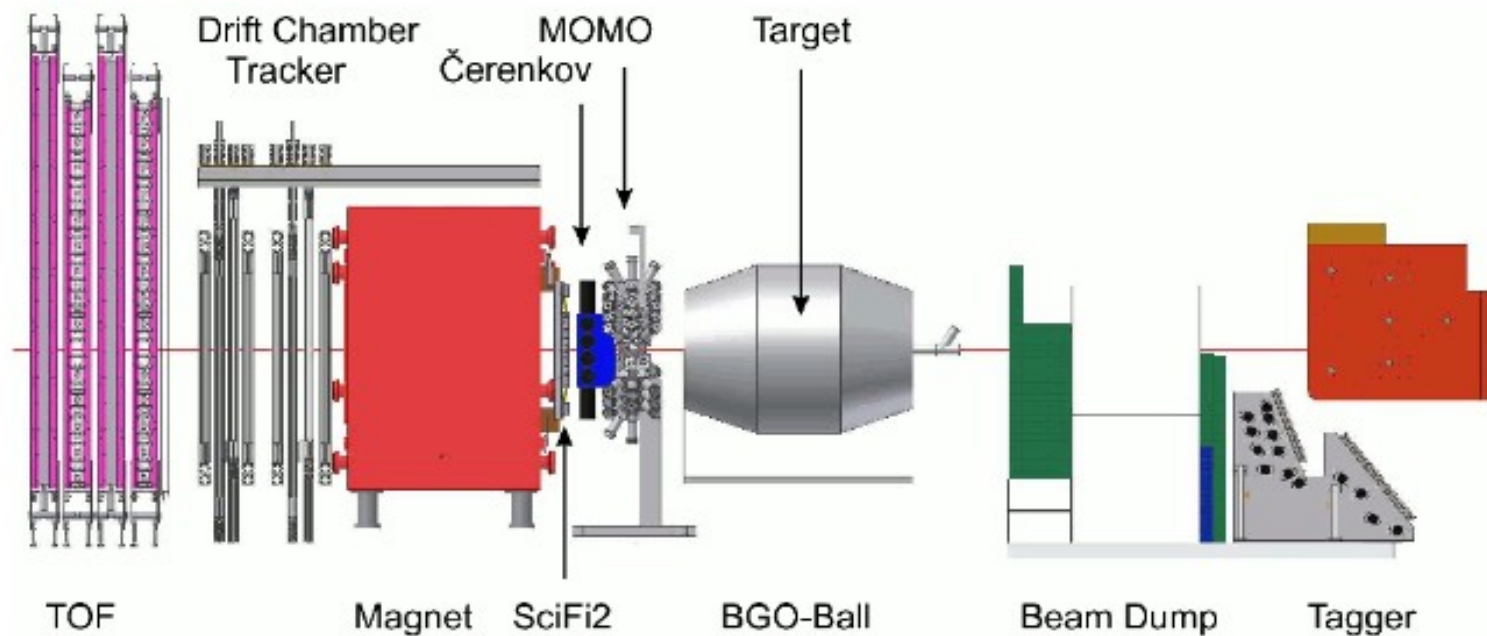 Drift Chamber
Tracker
MOMO
Čerenkov
Target
TOF
Magnet
SciFi2
BGO-Ball
Beam Dump
Tagger